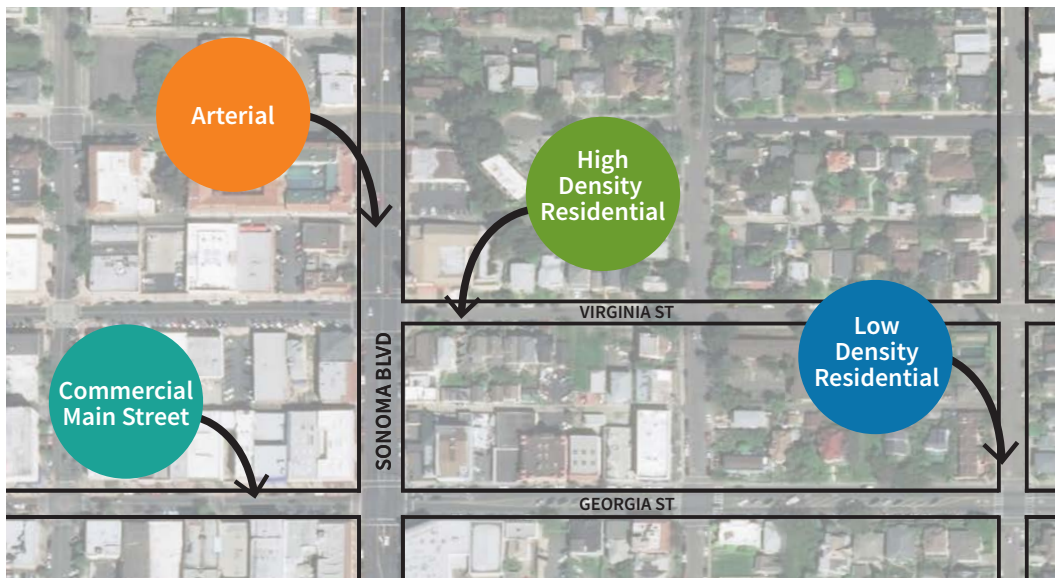 Arterial
High
Density
Residential
VIRGINIA ST
Low
Density
Residential
SONOMA BLVD
Commercial
Main Street
GEORGIA ST